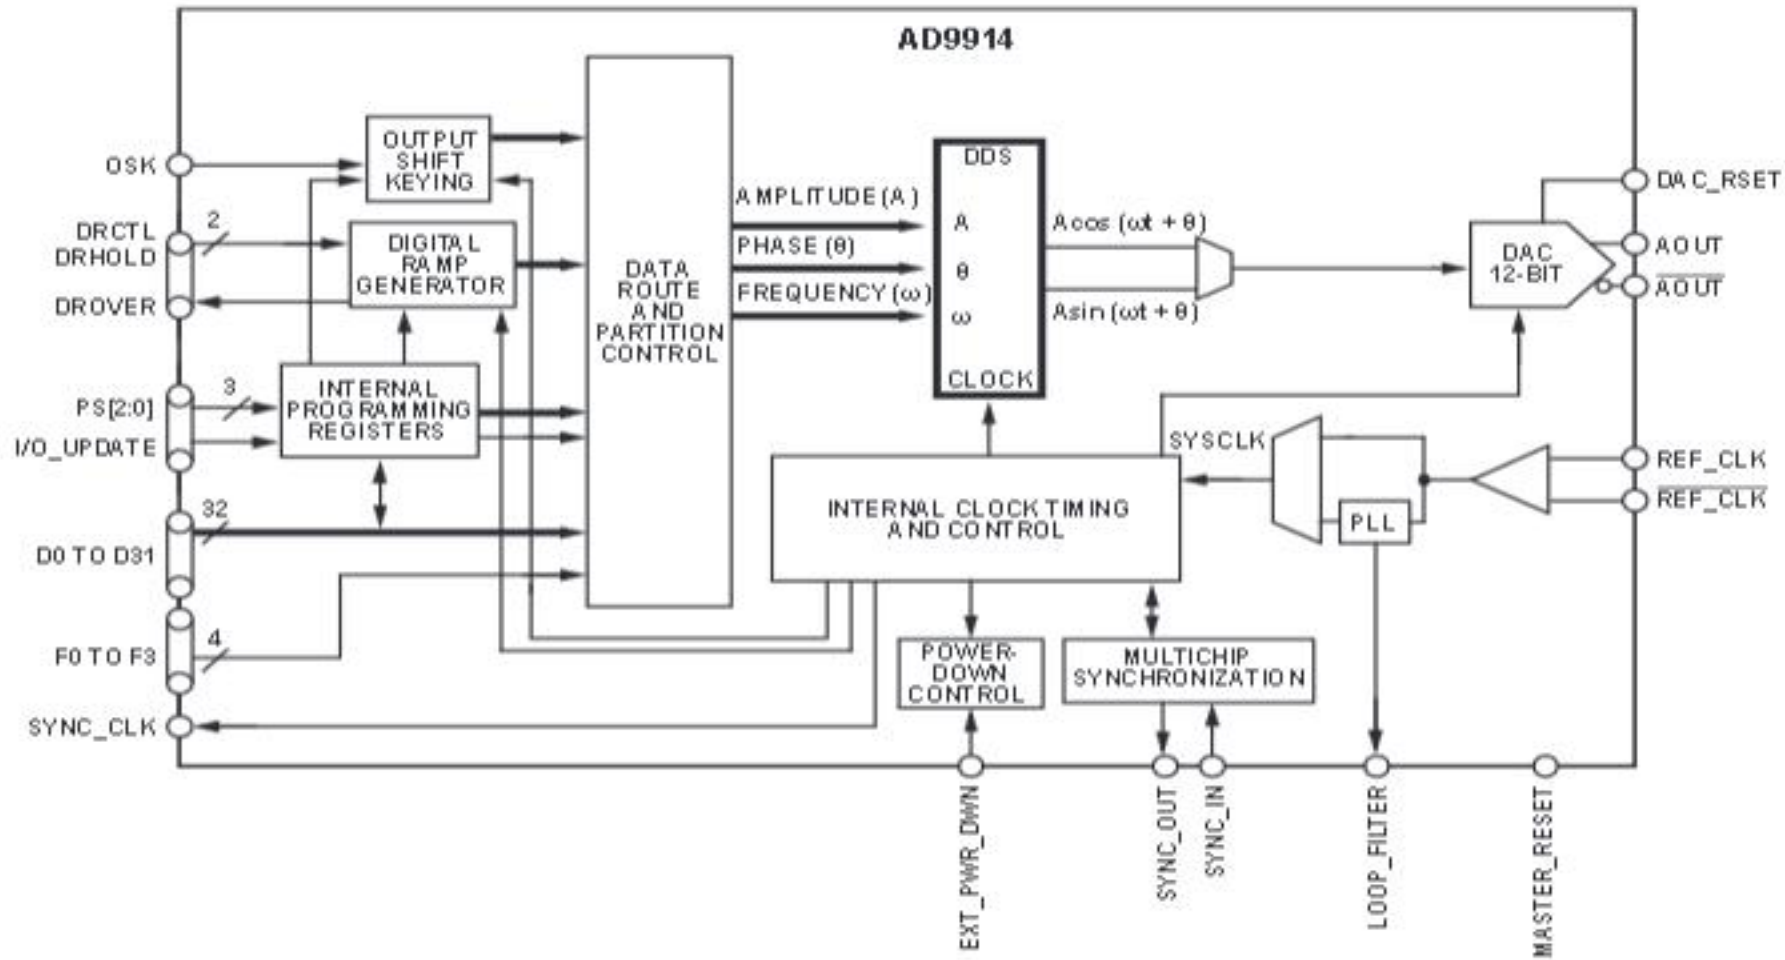 AD9914
OSK
DRCTL
DRHOLD
DROVER
PS[2:0]
I/O_UPDATE
D0 TO D31
F0 TO F3
SYNC_CLK
2
3
32
4
OUTPUT
SHIFT
KEYING
DIGITAL
RAMP
GENERATOR
INTERNAL
PROGRAMMING
REGISTERS
DATA
ROUTE
AND
PARTITION
CONTROL
AMPLITUDE (A)
PHASE (θ)
FREQUENCY (ω)
DDS
A
θ
ω
CLOCK
Acos (ωt + θ)
Asin (ωt + θ)
DAC
12-BIT
DAC_RSET
AOUT
AOUT
SYSCLK
REF_CLK
REF_CLK
PLL
INTERNAL CLOCK TIMING
AND CONTROL
POWER-
DOWN
CONTROL
MULTICHIP
SYNCHRONIZATION
EXT_PWR_DWN
SYNC_OUT
SYNC_IN
LOOP_FILTER
MASTER_RESET